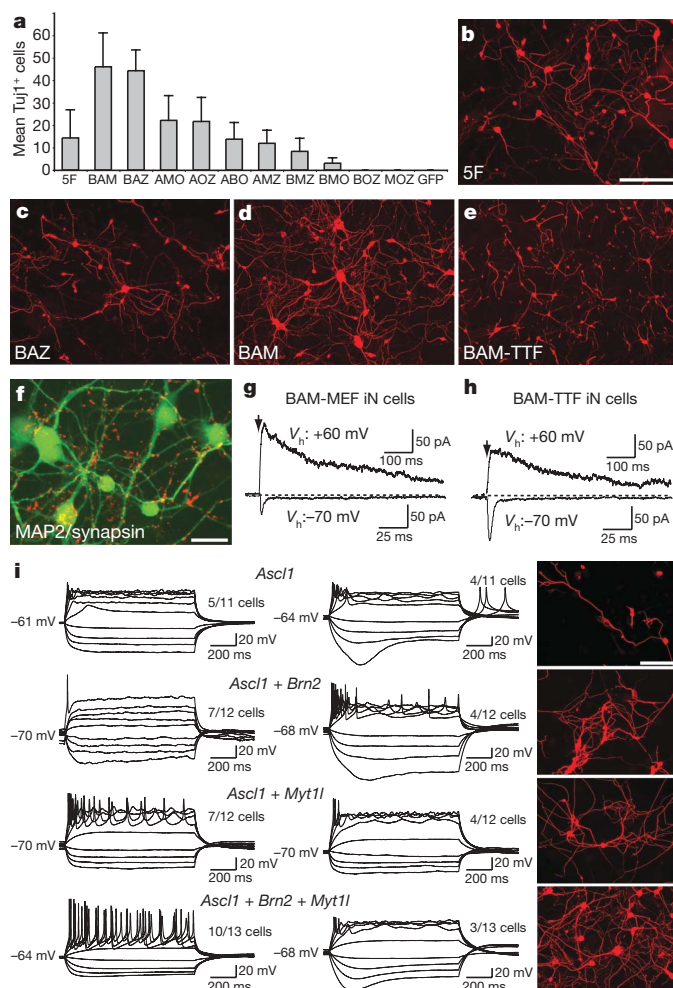 a
Mean Tuj1+ cells
60
50
40
30
20
10
0
5F BAM BAZ AMO AOZ ABO AMZ BMZ BMO BOZ MOZ GFP
b
5F
c
BAZ
d
BAM
e
BAM-TTF
f
MAP2/synapsin
g
BAM-MEF iN cells
Vh: +60 mV
50 pA
100 ms
Vh:–70 mV
50 pA
25 ms
h
BAM-TTF iN cells
Vh: +60 mV
50 pA
100 ms
Vh:–70 mV
50 pA
25 ms
i
Ascl1
–61 mV
5/11 cells
20 mV
200 ms
–64 mV
4/11 cells
20 mV
200 ms
Ascl1 + Brn2
–70 mV
7/12 cells
20 mV
200 ms
–68 mV
4/12 cells
20 mV
200 ms
Ascl1 + Myt1l
–70 mV
7/12 cells
20 mV
200 ms
–70 mV
4/12 cells
20 mV
200 ms
Ascl1 + Brn2 + Myt1l
–64 mV
10/13 cells
20 mV
200 ms
–68 mV
3/13 cells
20 mV
200 ms